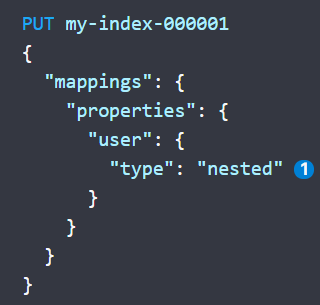 PUT my-index-000001
{
  "mappings": {
    "properties": {
      "user": {
        "type": "nested" 1
      }
    }
  }
}